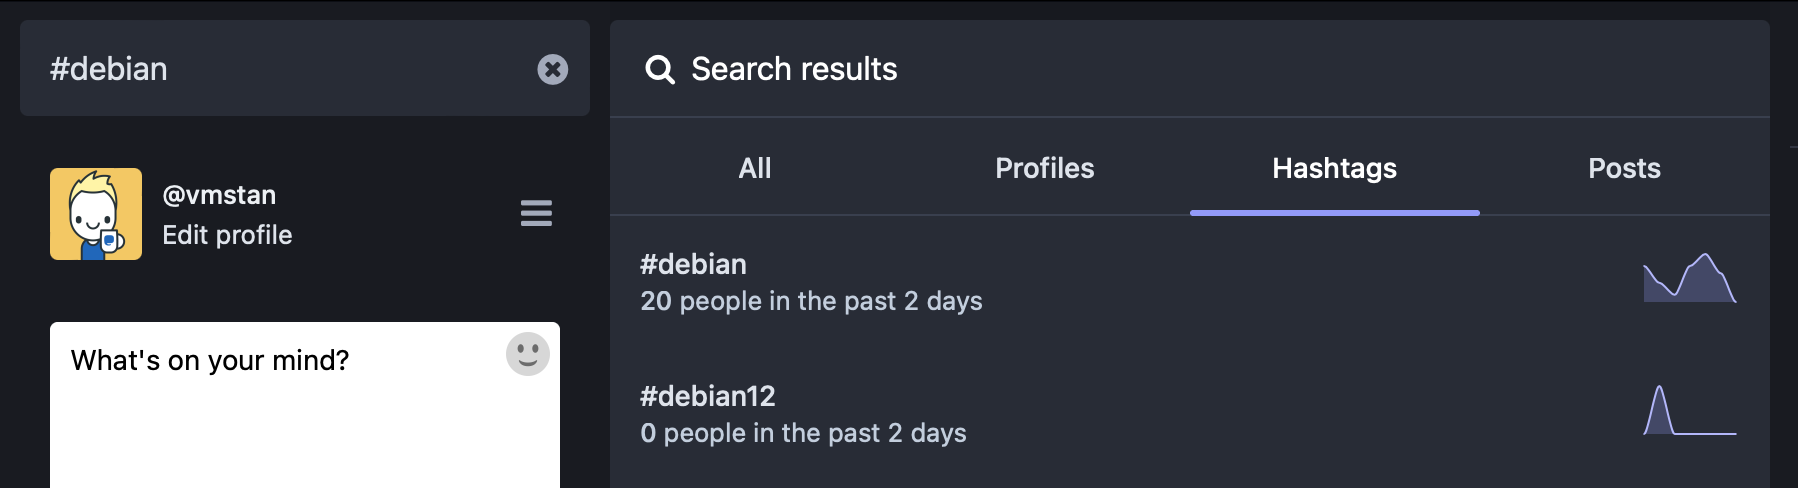 #debian
@vmstan
Edit profile
What's on your mind?
Search results
All
Profiles
Hashtags
Posts
#debian
20 people in the past 2 days
#debian12
0 people in the past 2 days